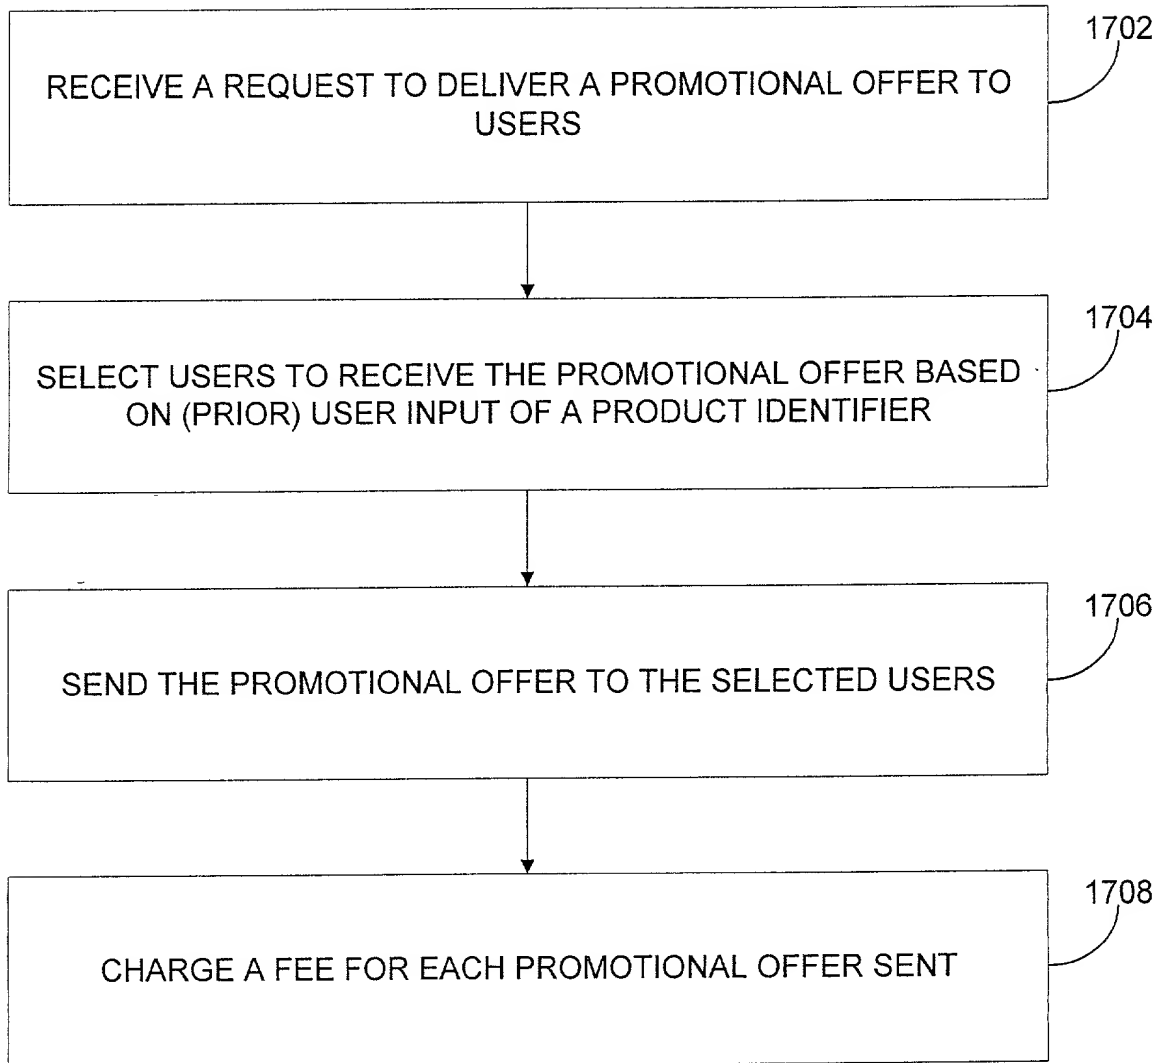 1702
RECEIVE A REQUEST TO DELIVER A PROMOTIONAL OFFER TO
USERS
1704
SELECT USERS TO RECEIVE THE PROMOTIONAL OFFER BASED
ON (PRIOR) USER INPUT OF A PRODUCT IDENTIFIER
1706
SEND THE PROMOTIONAL OFFER TO THE SELECTED USERS
1708
CHARGE A FEE FOR EACH PROMOTIONAL OFFER SENT